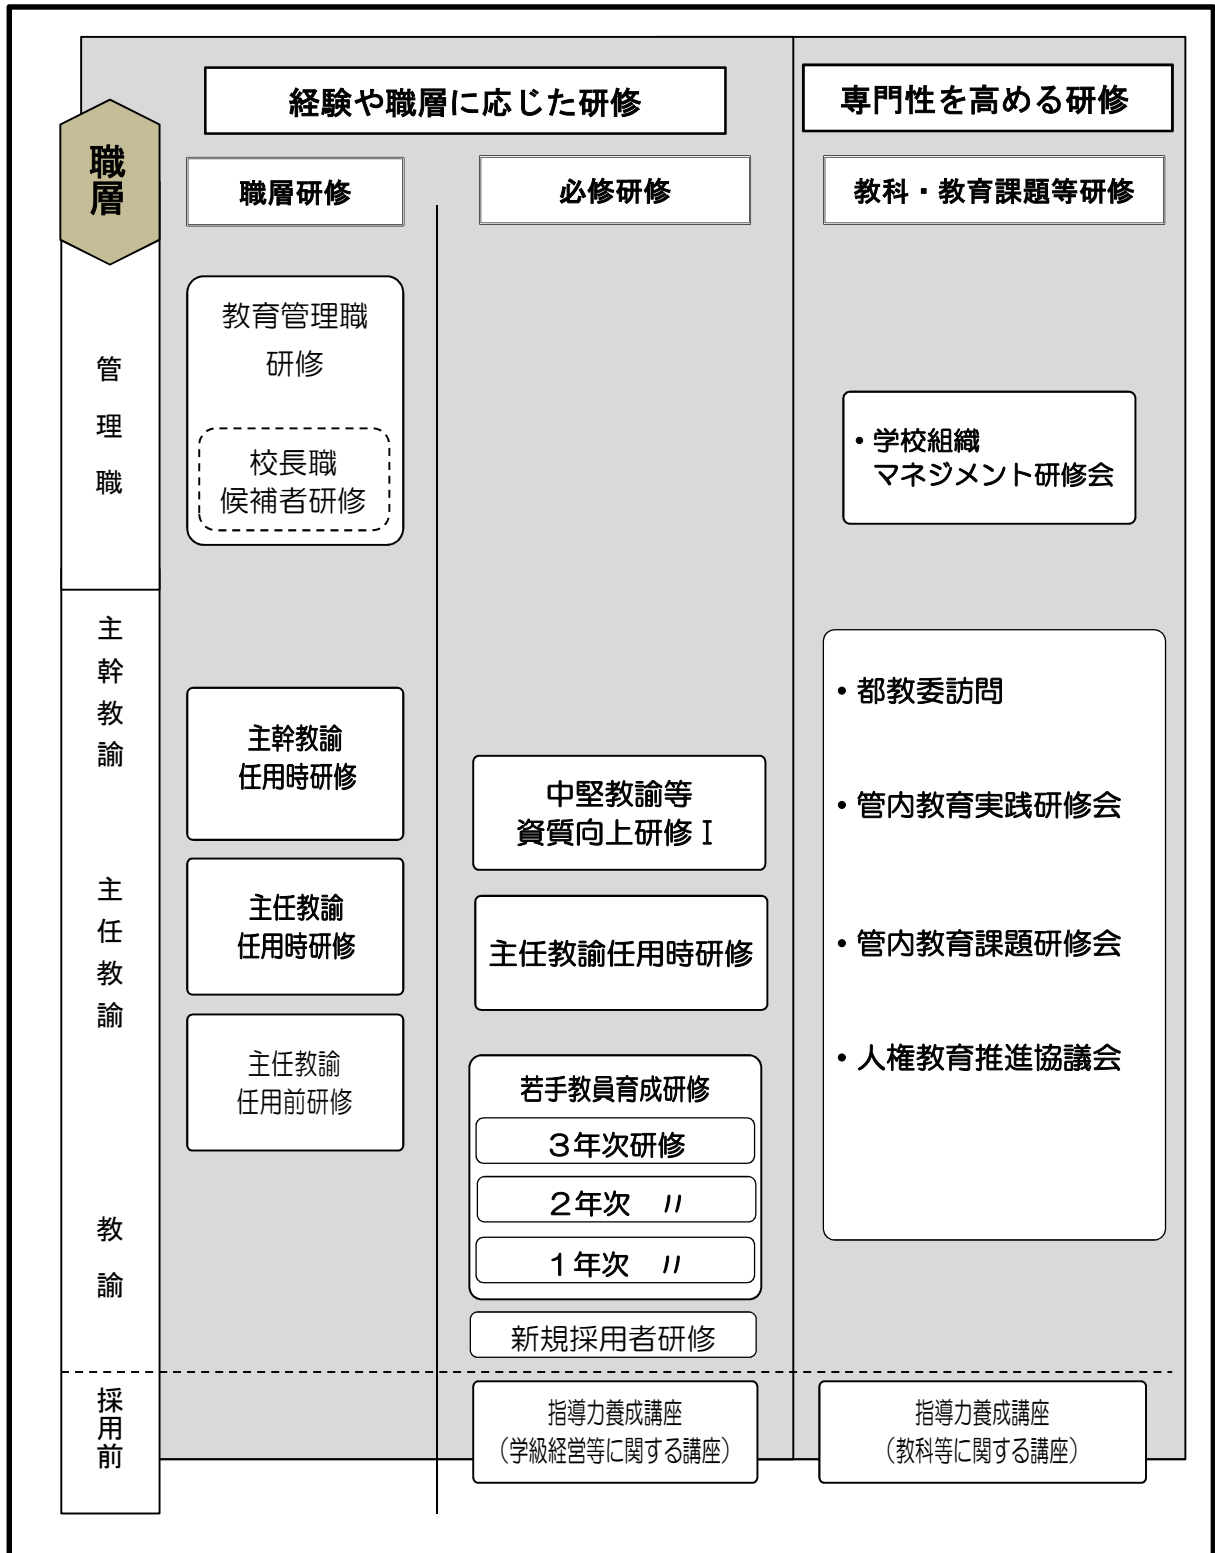 経験や職層に応じた研修
専門性を高める研修
職層
職層研修
必修研修
教科・教育課題等研修
管理職
教育管理職
研修
校長職
候補者研修
・学校組織
マネジメント研修会
主幹教諭
主幹教諭
任用時研修
中堅教諭等
資質向上研修Ⅰ
・都教委訪問
・管内教育実践研修会
・管内教育課題研修会
・人権教育推進協議会
主任教諭
主任教諭
任用時研修
主任教諭任用時研修
主任教諭
任用前研修
若手教員育成研修
３年次研修
２年次　〃
１年次　〃
教諭
新規採用者研修
採用前
指導力養成講座
（学級経営等に関する講座）
指導力養成講座
（教科等に関する講座）